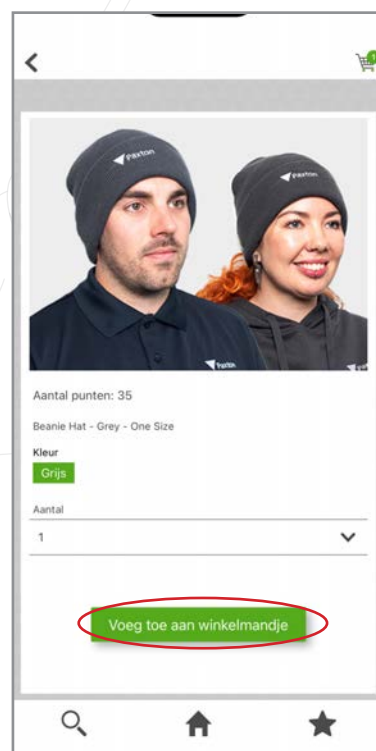 1
Paxton
Paxton
Paxton
Aantal punten: 35
Beanie Hat - Grey - One Size
Kleur
Grijs
Aantal
1
Voeg toe aan winkelmandje